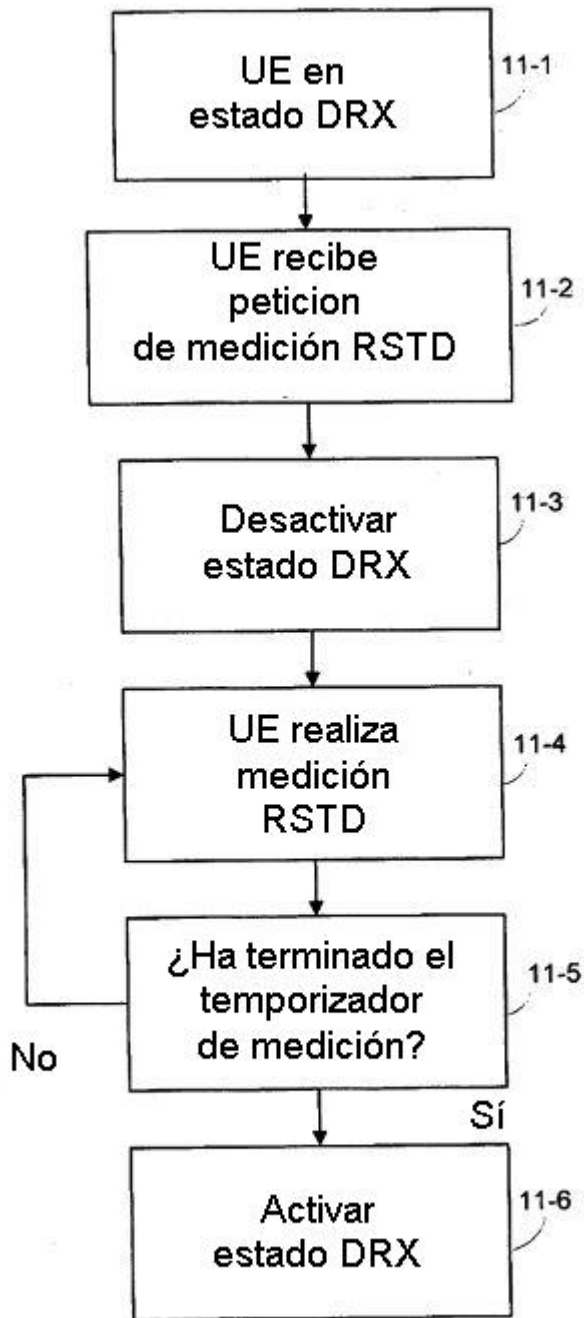 UE en
estado DRX
11-1
UE recibe
peticion
de medición RSTD
11-2
Desactivar
estado DRX
11-3
UE realiza
medición
RSTD
11-4
¿Ha terminado el
temporizador
de medición?
11-5
No
Sí
Activar
estado DRX
11-6